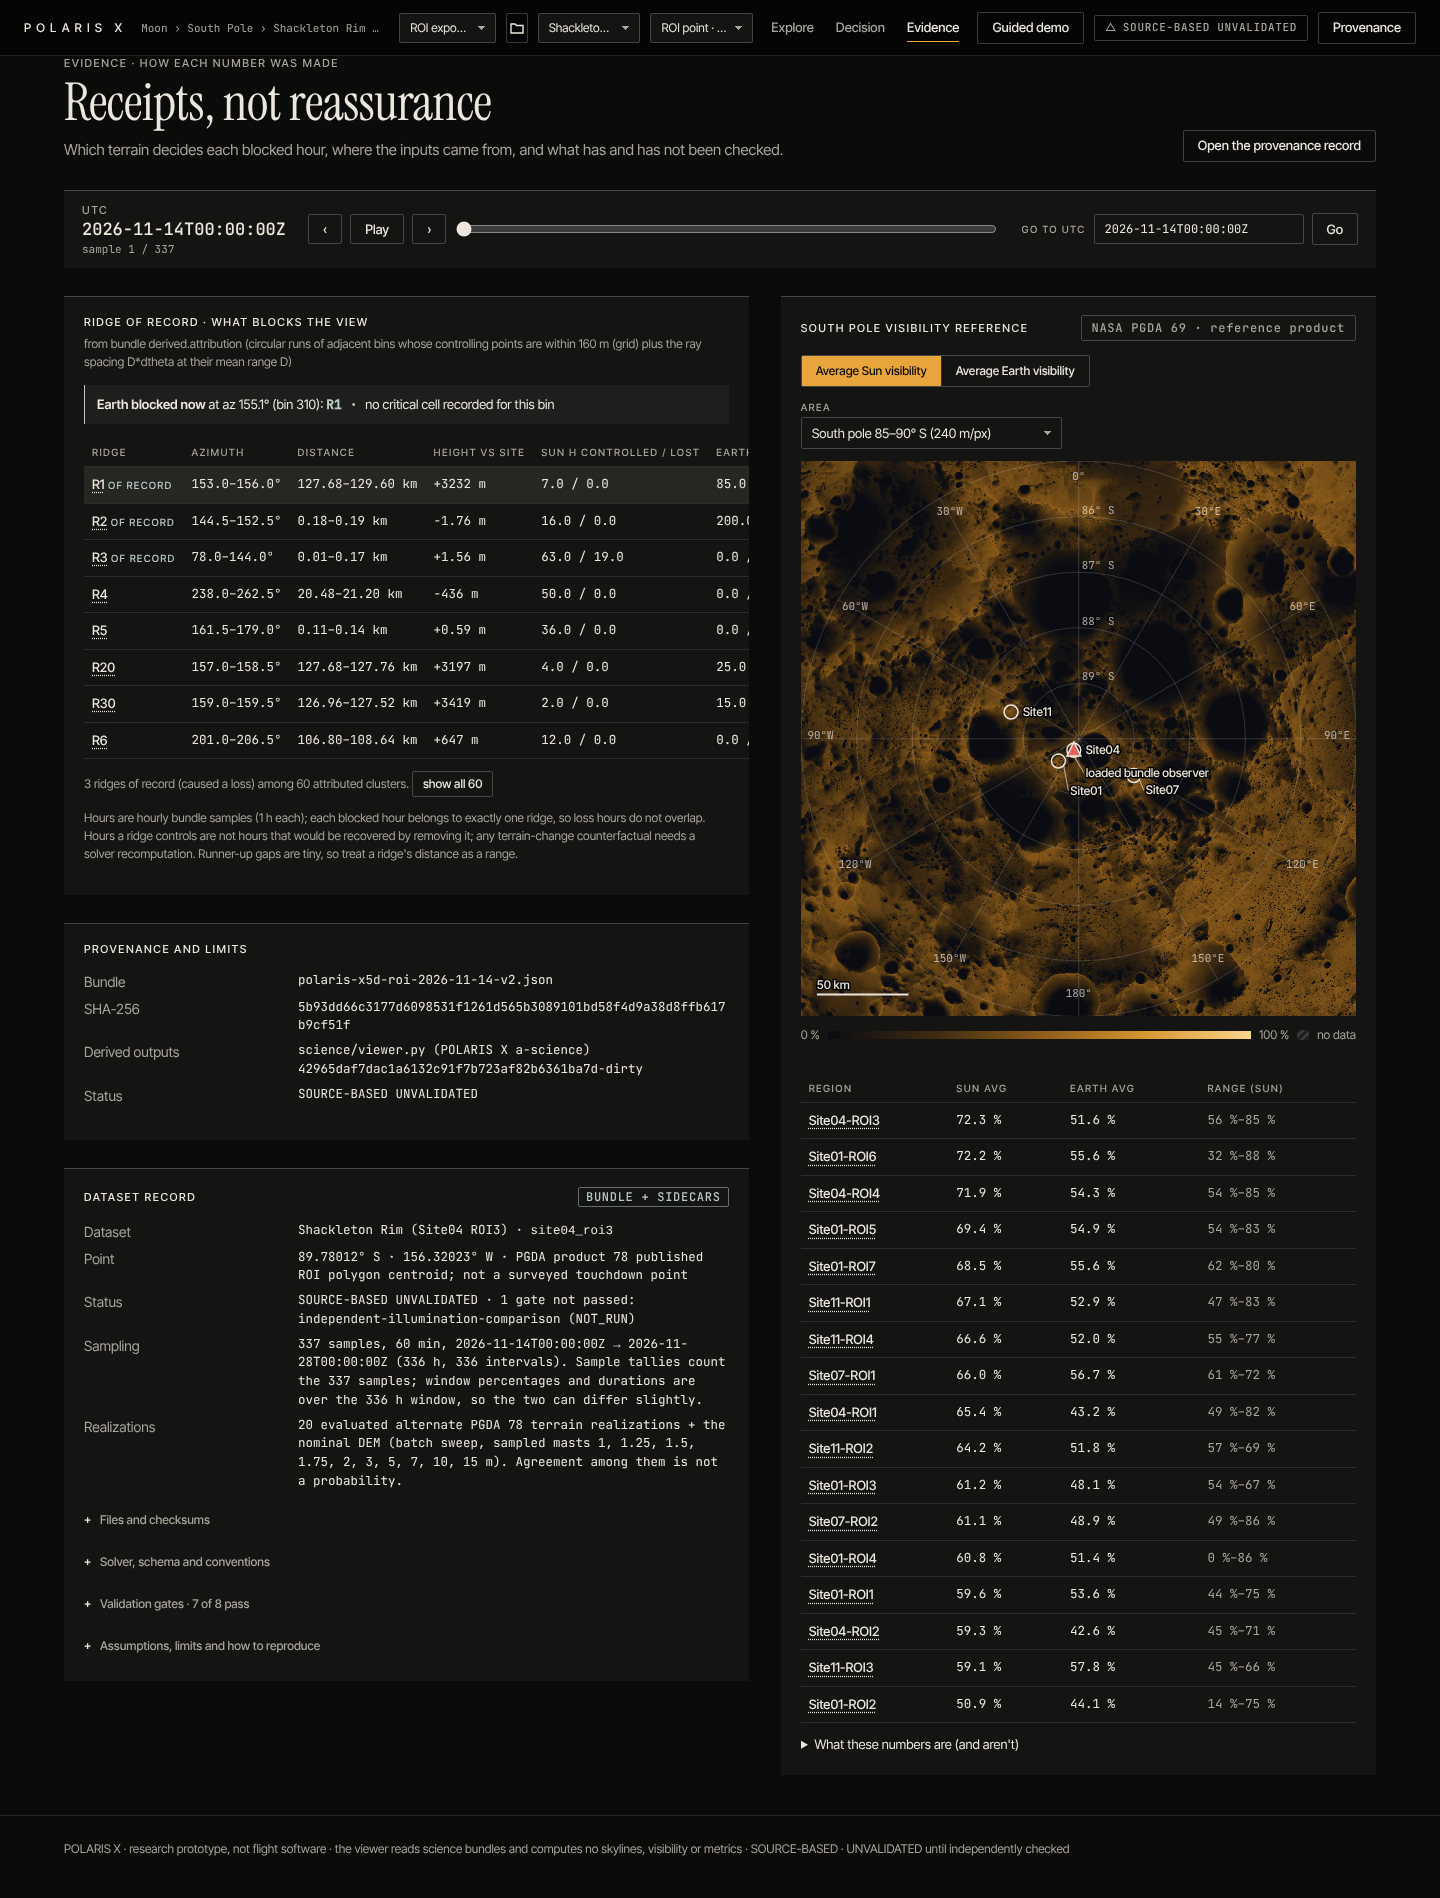 POLARIS X
Moon › South Pole › Shackleton Rim …
ROI expo…
Shackleto…
ROI point · …
Explore
Decision
Evidence
Guided demo
△ SOURCE-BASED UNVALIDATED
Provenance
EVIDENCE · HOW EACH NUMBER WAS MADE
Receipts, not reassurance
Which terrain decides each blocked hour, where the inputs came from, and what has and has not been checked.
Open the provenance record
UTC
2026-11-14T00:00:00Z
sample 1 / 337
‹
Play
›
GO TO UTC
2026-11-14T00:00:00Z
Go
RIDGE OF RECORD · WHAT BLOCKS THE VIEW
from bundle derived.attribution (circular runs of adjacent bins whose controlling points are within 160 m (grid) plus the ray
spacing D*dtheta at their mean range D)
Earth blocked now at az 155.1° (bin 310): R1 • no critical cell recorded for this bin
RIDGE AZIMUTH DISTANCE HEIGHT VS SITE SUN H CONTROLLED / LOST EARTH
R1 OF RECORD 153.0–156.0° 127.68–129.60 km +3232 m 7.0 / 0.0 85.0
R2 OF RECORD 144.5–152.5° 0.18–0.19 km -1.76 m 16.0 / 0.0 200.0
R3 OF RECORD 78.0–144.0° 0.01–0.17 km +1.56 m 63.0 / 19.0 0.0 /
R4 238.0–262.5° 20.48–21.20 km -436 m 50.0 / 0.0 0.0 /
R5 161.5–179.0° 0.11–0.14 km +0.59 m 36.0 / 0.0 0.0 /
R20 157.0–158.5° 127.68–127.76 km +3197 m 4.0 / 0.0 25.0
R30 159.0–159.5° 126.96–127.52 km +3419 m 2.0 / 0.0 15.0
R6 201.0–206.5° 106.80–108.64 km +647 m 12.0 / 0.0 0.0 /
3 ridges of record (caused a loss) among 60 attributed clusters. show all 60
Hours are hourly bundle samples (1 h each); each blocked hour belongs to exactly one ridge, so loss hours do not overlap.
Hours a ridge controls are not hours that would be recovered by removing it; any terrain-change counterfactual needs a
solver recomputation. Runner-up gaps are tiny, so treat a ridge's distance as a range.
PROVENANCE AND LIMITS
Bundle polaris-x5d-roi-2026-11-14-v2.json
SHA-256 5b93dd66c3177d6098531f1261d565b3089101bd58f4d9a38d8ffb617
b9cf51f
Derived outputs science/viewer.py (POLARIS X a-science)
42965daf7dac1a6132c91f7b723af82b6361ba7d-dirty
Status SOURCE-BASED UNVALIDATED
DATASET RECORD
BUNDLE + SIDECARS
Dataset Shackleton Rim (Site04 ROI3) · site04_roi3
Point 89.78012° S · 156.32023° W · PGDA product 78 published
ROI polygon centroid; not a surveyed touchdown point
Status SOURCE-BASED UNVALIDATED · 1 gate not passed:
independent-illumination-comparison (NOT_RUN)
Sampling 337 samples, 60 min, 2026-11-14T00:00:00Z → 2026-11-
28T00:00:00Z (336 h, 336 intervals). Sample tallies count
the 337 samples; window percentages and durations are
over the 336 h window, so the two can differ slightly.
Realizations 20 evaluated alternate PGDA 78 terrain realizations + the
nominal DEM (batch sweep, sampled masts 1, 1.25, 1.5,
1.75, 2, 3, 5, 7, 10, 15 m). Agreement among them is not
a probability.
+ Files and checksums
+ Solver, schema and conventions
+ Validation gates · 7 of 8 pass
+ Assumptions, limits and how to reproduce
SOUTH POLE VISIBILITY REFERENCE
NASA PGDA 69 · reference product
Average Sun visibility
Average Earth visibility
AREA
South pole 85–90° S (240 m/px)
0°
30°W
86° S
30°E
87° S
60°W
60°E
88° S
89° S
Site11
90°W
90°E
Site04
loaded bundle observer
Site01
Site07
120°W
120°E
150°W
150°E
50 km
180°
0 % 100 % no data
REGION SUN AVG EARTH AVG RANGE (SUN)
Site04-ROI3 72.3 % 51.6 % 56 %–85 %
Site01-ROI6 72.2 % 55.6 % 32 %–88 %
Site04-ROI4 71.9 % 54.3 % 54 %–85 %
Site01-ROI5 69.4 % 54.9 % 54 %–83 %
Site01-ROI7 68.5 % 55.6 % 62 %–80 %
Site11-ROI1 67.1 % 52.9 % 47 %–83 %
Site11-ROI4 66.6 % 52.0 % 55 %–77 %
Site07-ROI1 66.0 % 56.7 % 61 %–72 %
Site04-ROI1 65.4 % 43.2 % 49 %–82 %
Site11-ROI2 64.2 % 51.8 % 57 %–69 %
Site01-ROI3 61.2 % 48.1 % 54 %–67 %
Site07-ROI2 61.1 % 48.9 % 49 %–86 %
Site01-ROI4 60.8 % 51.4 % 0 %–86 %
Site01-ROI1 59.6 % 53.6 % 44 %–75 %
Site04-ROI2 59.3 % 42.6 % 45 %–71 %
Site11-ROI3 59.1 % 57.8 % 45 %–66 %
Site01-ROI2 50.9 % 44.1 % 14 %–75 %
▶ What these numbers are (and aren't)
POLARIS X · research prototype, not flight software · the viewer reads science bundles and computes no skylines, visibility or metrics · SOURCE-BASED · UNVALIDATED until independently checked